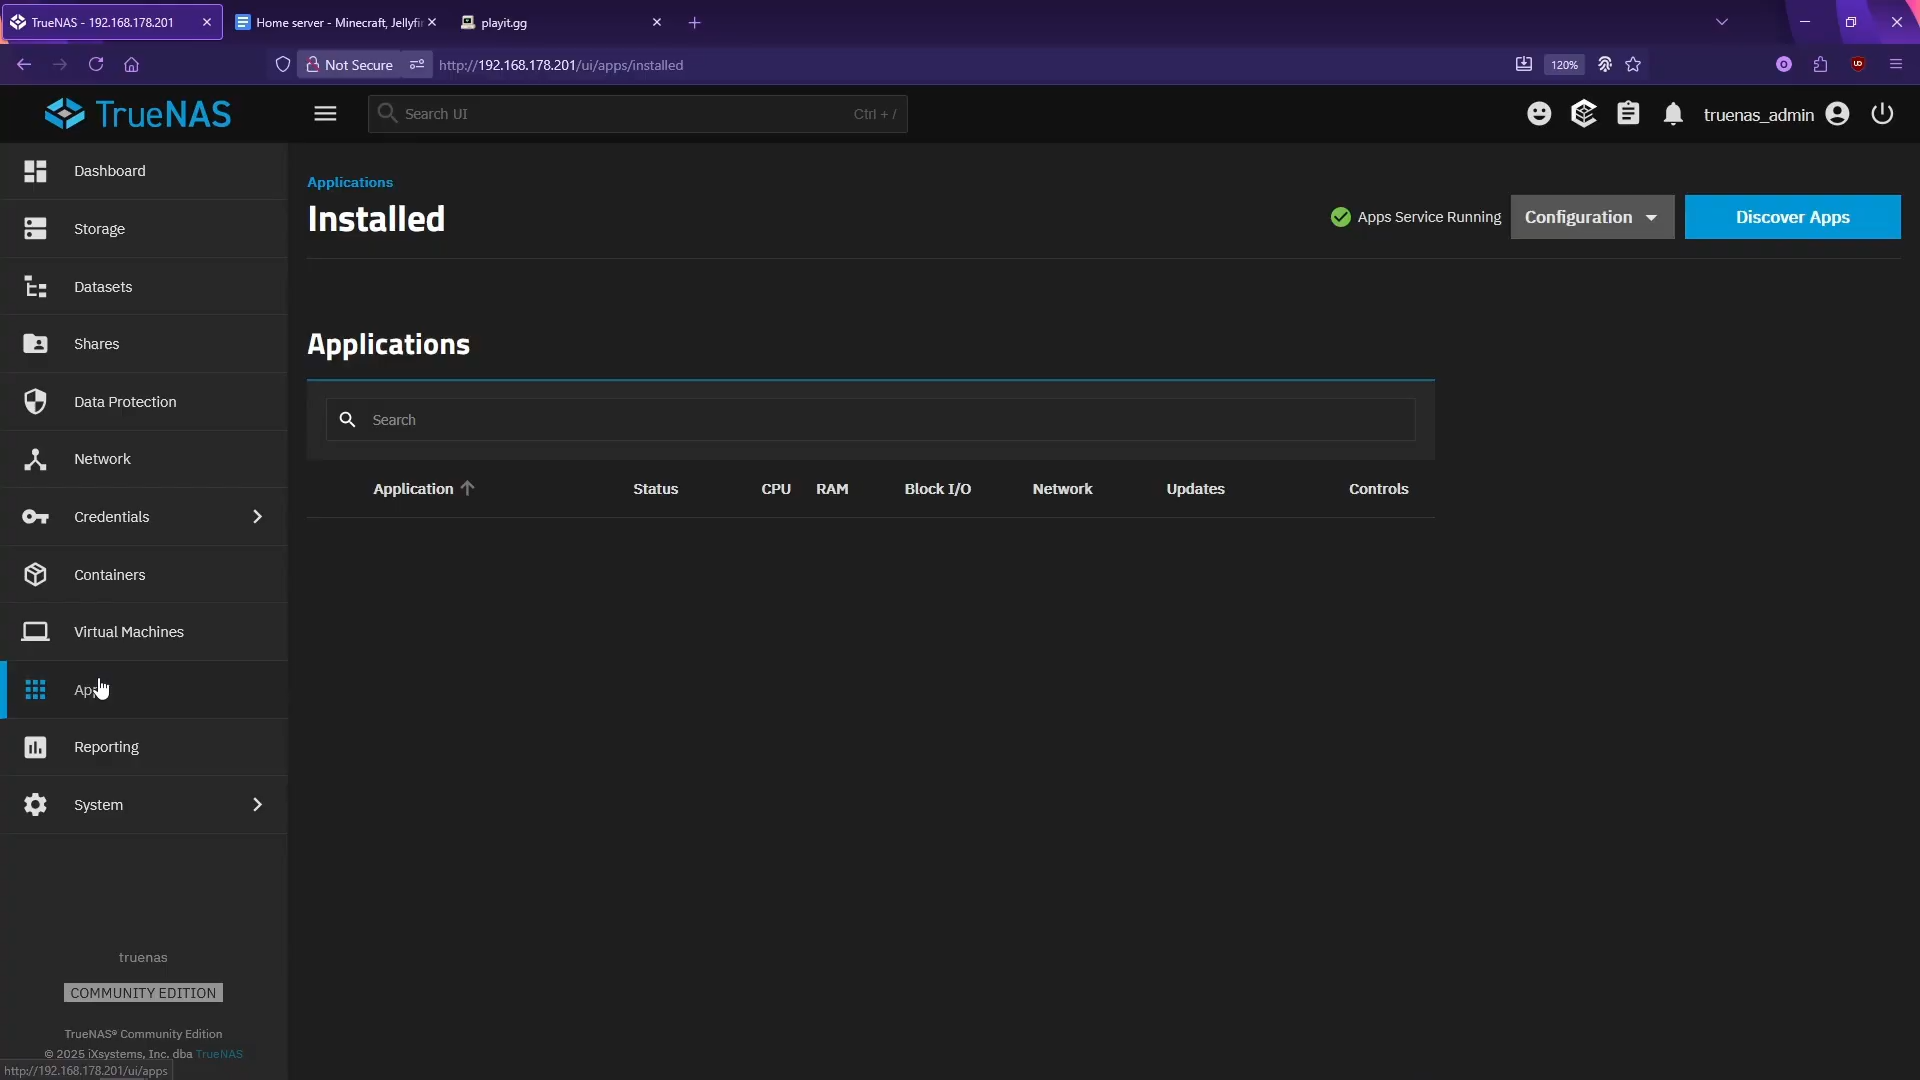 TrueNAS - 192.168.178.201
Home server - Minecraft, Jellyfi
playit.gg
Not Secure
http://192.168.178.201/ui/apps/installed
120%
TrueNAS
Search UI
Ctrl + /
truenas_admin
Dashboard
Storage
Datasets
Shares
Data Protection
Network
Credentials
Containers
Virtual Machines
Reporting
System
truenas
COMMUNITY EDITION
TrueNAS® Community Edition
© 2025 iXsystems, Inc. dba TrueNAS
http://192.168.178.201/ui/apps
Applications
Installed
Apps Service Running
Configuration
Discover Apps
Applications
Search
Application
Status
CPU
RAM
Block I/O
Network
Updates
Controls